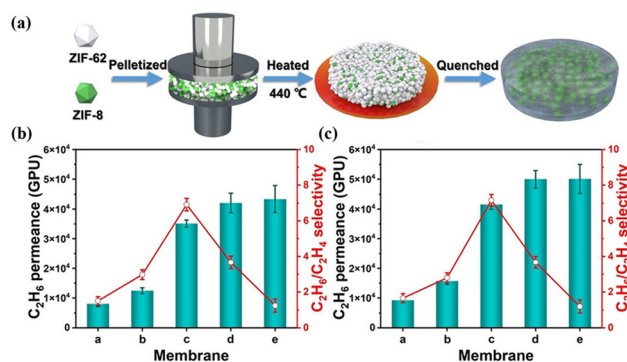 (a)
ZIF-62
ZIF-8
Pelletized
Heated
440 ℃
Quenched
(b)
C₂H₆ permeance (GPU)
6×10⁴
5×10⁴
4×10⁴
3×10⁴
2×10⁴
1×10⁴
0
10
8
6
4
2
0
C₂H₆/C₂H₄ selectivity
a b c d e
Membrane
(c)
C₂H₆ permeance (GPU)
6×10⁴
5×10⁴
4×10⁴
3×10⁴
2×10⁴
1×10⁴
0
10
8
6
4
2
0
C₂H₆/C₂H₄ selectivity
a b c d e
Membrane